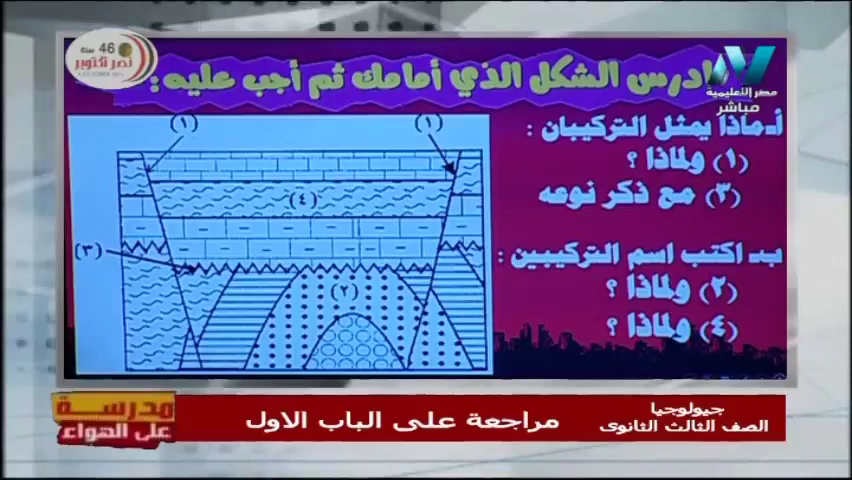 46 سنة
نصر أكتوبر
ادرس الشكل الذي أمامك ثم أجب عليه :
مصر التعليمية
مباشر
أ- ماذا يمثل التركيبان :
(١) ولماذا ؟
(٣) مع ذكر نوعه
ب- اكتب اسم التركيبين :
(٢) ولماذا ؟
(٤) ولماذا ؟
(١)
(١)
(٤)
(٣)
(٢)
مدرسة
على الهواء
مراجعة على الباب الاول
جيولوجيا
الصف الثالث الثانوى